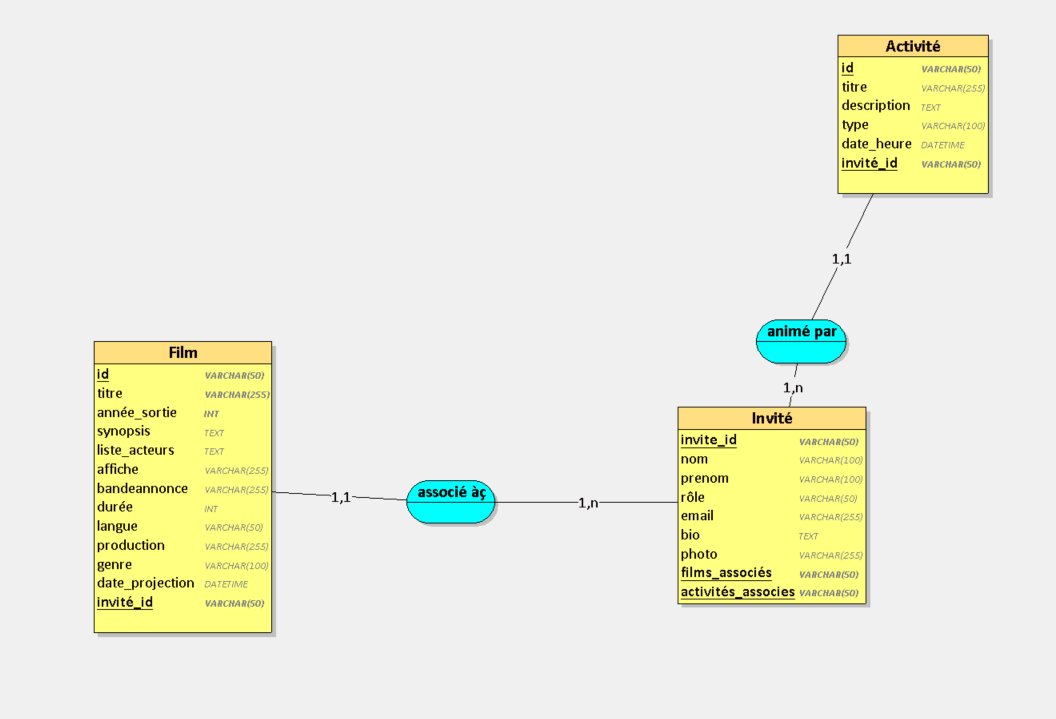 Activité
id VARCHAR(50)
titre VARCHAR(255)
description TEXT
type VARCHAR(100)
date_heure DATETIME
invité_id VARCHAR(50)
1,1
animé par
1,n
Film
id VARCHAR(50)
titre VARCHAR(255)
année_sortie INT
synopsis TEXT
liste_acteurs TEXT
affiche VARCHAR(255)
bandeannonce VARCHAR(255)
durée INT
langue VARCHAR(50)
production VARCHAR(255)
genre VARCHAR(100)
date_projection DATETIME
invité_id VARCHAR(50)
1,1
associé àç
1,n
Invité
invite_id VARCHAR(50)
nom VARCHAR(100)
prenom VARCHAR(100)
rôle VARCHAR(50)
email VARCHAR(255)
bio TEXT
photo VARCHAR(255)
films_associés VARCHAR(50)
activités_associes VARCHAR(50)